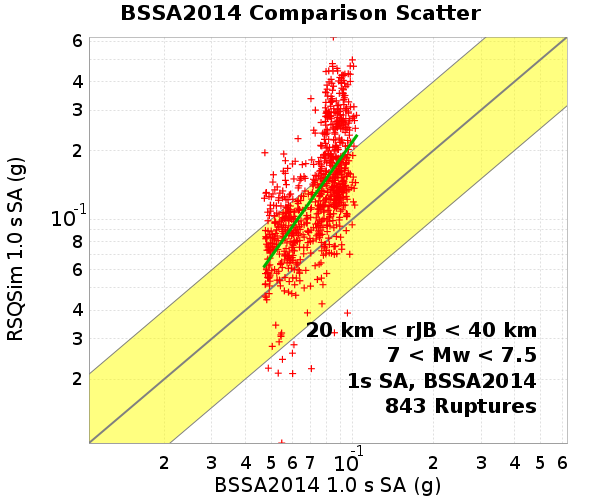 BSSA2014 Comparison Scatter
RSQSim 1.0 s SA (g)
6
4
3
2
10-1
8
6
4
3
2
20 km < rJB < 40 km
7 < Mw < 7.5
1s SA, BSSA2014
843 Ruptures
2 3 4 5 6 7 10-1 2 3 4 5 6
BSSA2014 1.0 s SA (g)